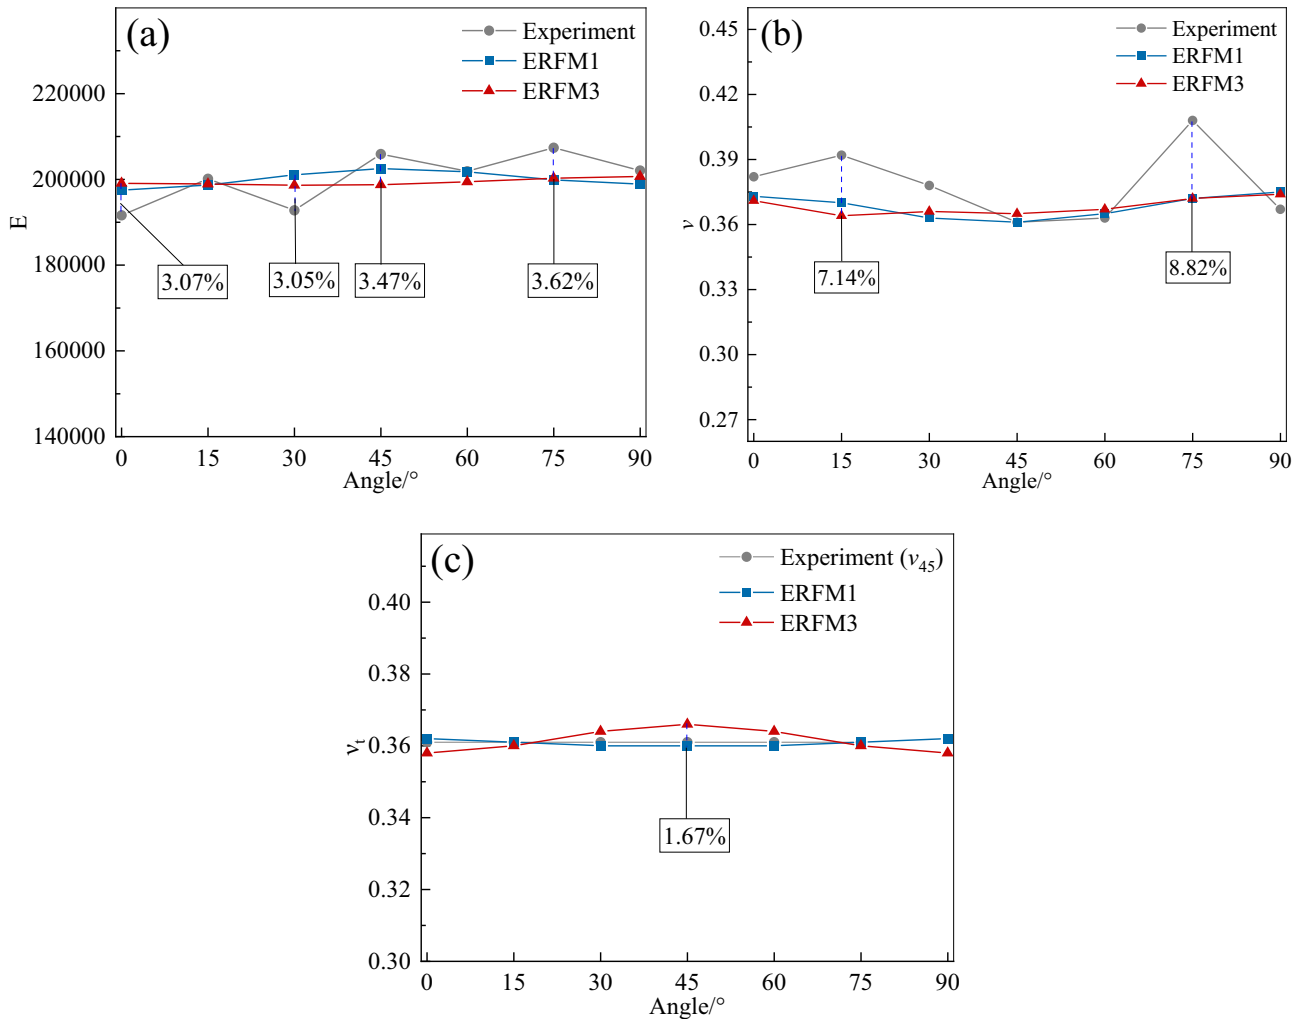 (a)
Experiment
ERFM1
ERFM3
220000
200000
180000
160000
140000
E
3.07%
3.05%
3.47%
3.62%
0 15 30 45 60 75 90
Angle/°
(b)
Experiment
ERFM1
ERFM3
0.45
0.42
0.39
0.36
0.33
0.30
0.27
v
7.14%
8.82%
0 15 30 45 60 75 90
Angle/°
(c)
Experiment (v45)
ERFM1
ERFM3
0.40
0.38
0.36
0.34
0.32
0.30
vt
1.67%
0 15 30 45 60 75 90
Angle/°